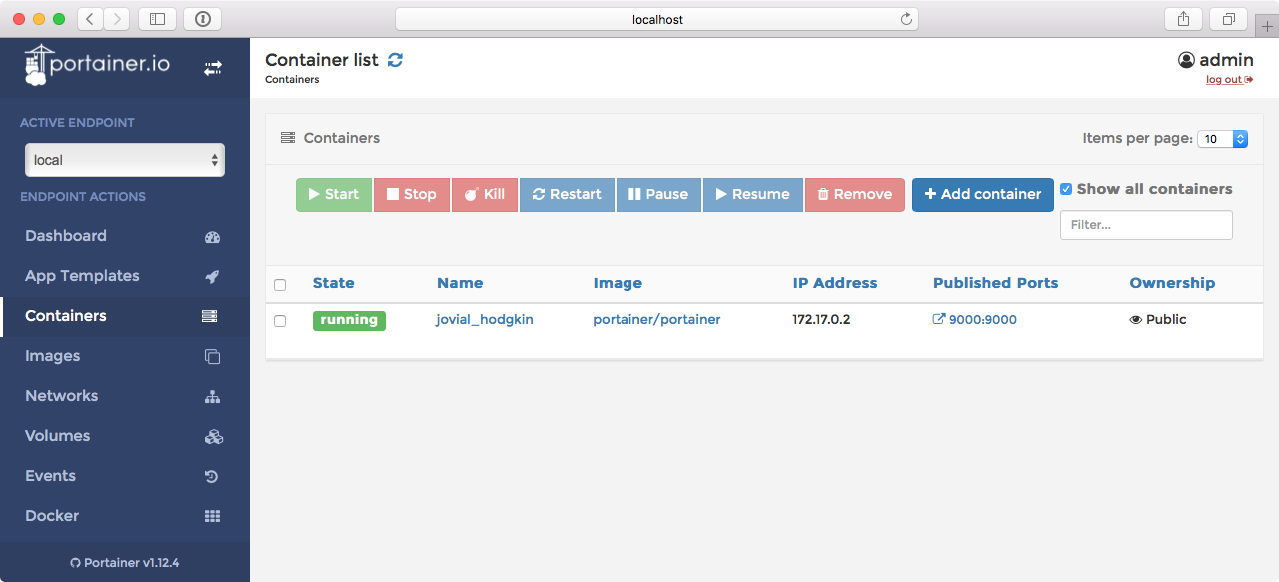 localhost
portainer.io
ACTIVE ENDPOINT
local
ENDPOINT ACTIONS
Dashboard
App Templates
Containers
Images
Networks
Volumes
Events
Docker
Portainer v1.12.4
Container list
Containers
admin
log out
Containers
Items per page: 10
Start Stop Kill Restart Pause Resume Remove Add container Show all containers
Filter...
State Name Image IP Address Published Ports Ownership
running jovial_hodgkin portainer/portainer 172.17.0.2 9000:9000 Public